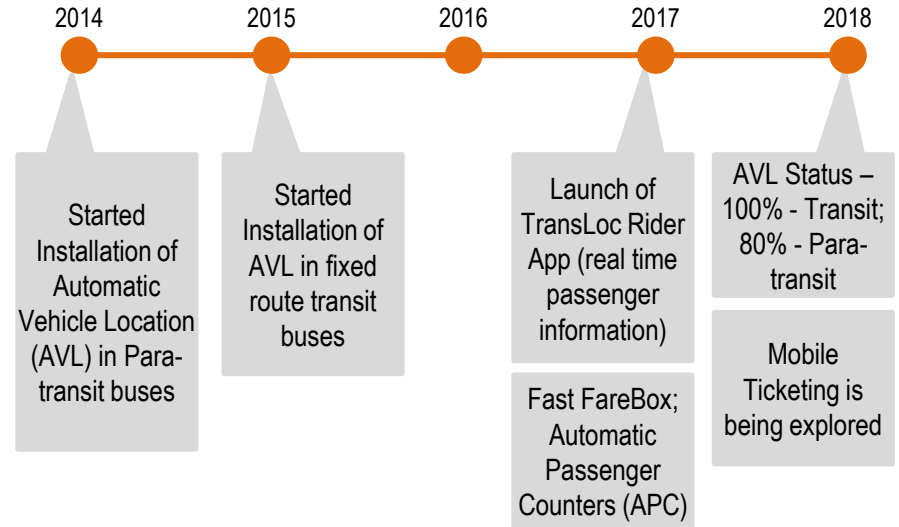 2014
2015
2016
2017
2018
Started
Installation of
Automatic
Vehicle Location
(AVL) in Para-
transit buses
Started
Installation of
AVL in fixed
route transit
buses
Launch of
TransLoc Rider
App (real time
passenger
information)
Fast FareBox;
Automatic
Passenger
Counters (APC)
AVL Status –
100% - Transit;
80% - Para-
transit
Mobile
Ticketing is
being explored